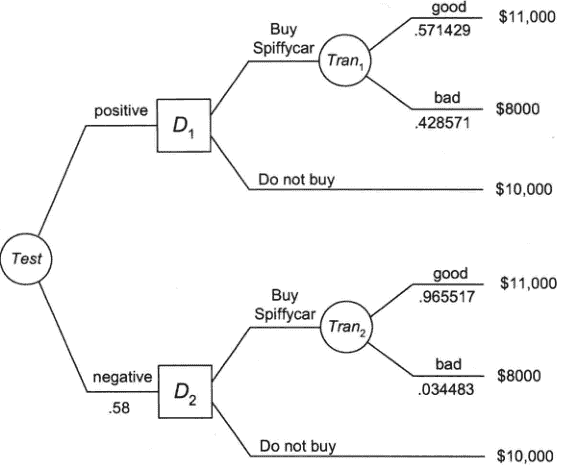 good
.571429
$11,000
Buy
Spiffycar
Tran1
bad
.428571
$8000
positive
D1
Do not buy
$10,000
Test
good
.965517
$11,000
Buy
Spiffycar
Tran2
bad
.034483
$8000
negative
.58
D2
Do not buy
$10,000